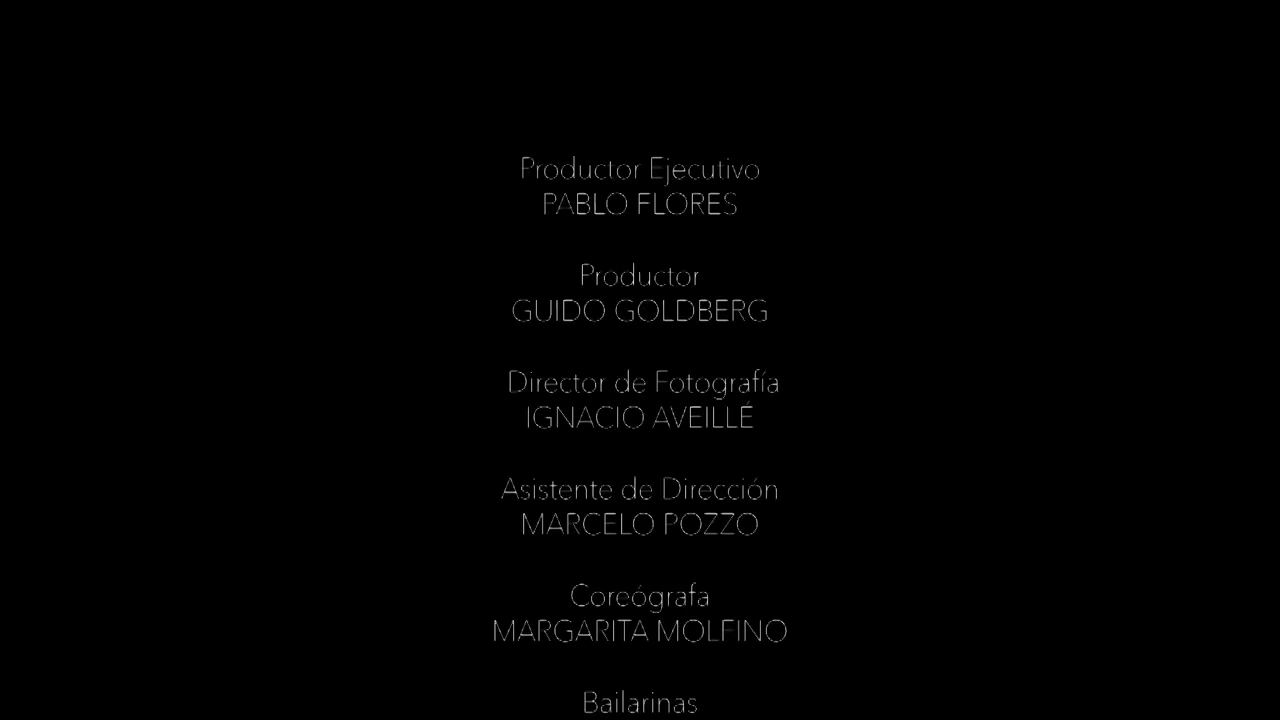 Productor Ejecutivo
PABLO FLORES
Productor
GUIDO GOLDBERG
Director de Fotografía
IGNACIO AVEILLÉ
Asistente de Dirección
MARCELO POZZO
Coreógrafa
MARGARITA MOLFINO
Bailarinas